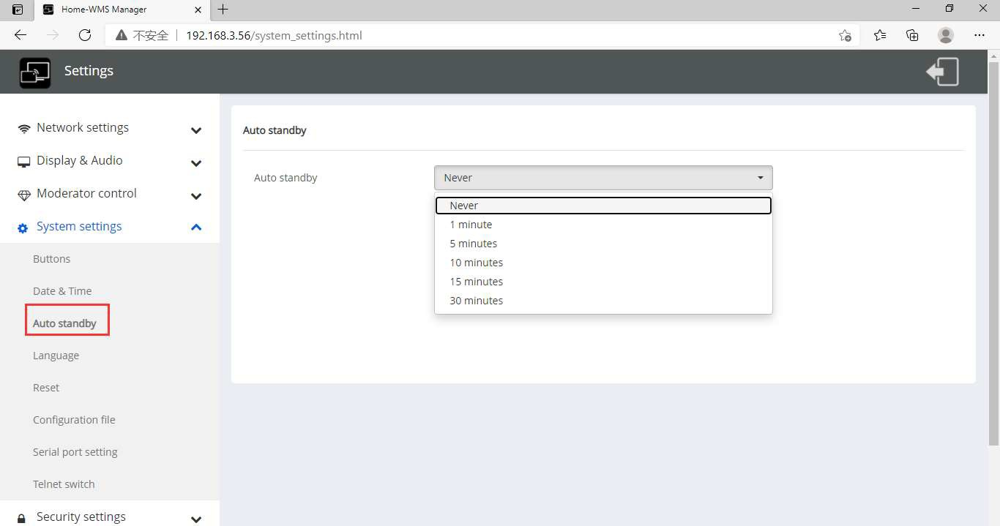 Home-WMS Manager
不安全
192.168.3.56/system_settings.html
Settings
Network settings
Display & Audio
Moderator control
System settings
Buttons
Date & Time
Auto standby
Language
Reset
Configuration file
Serial port setting
Telnet switch
Security settings
Auto standby
Auto standby
Never
Never
1 minute
5 minutes
10 minutes
15 minutes
30 minutes